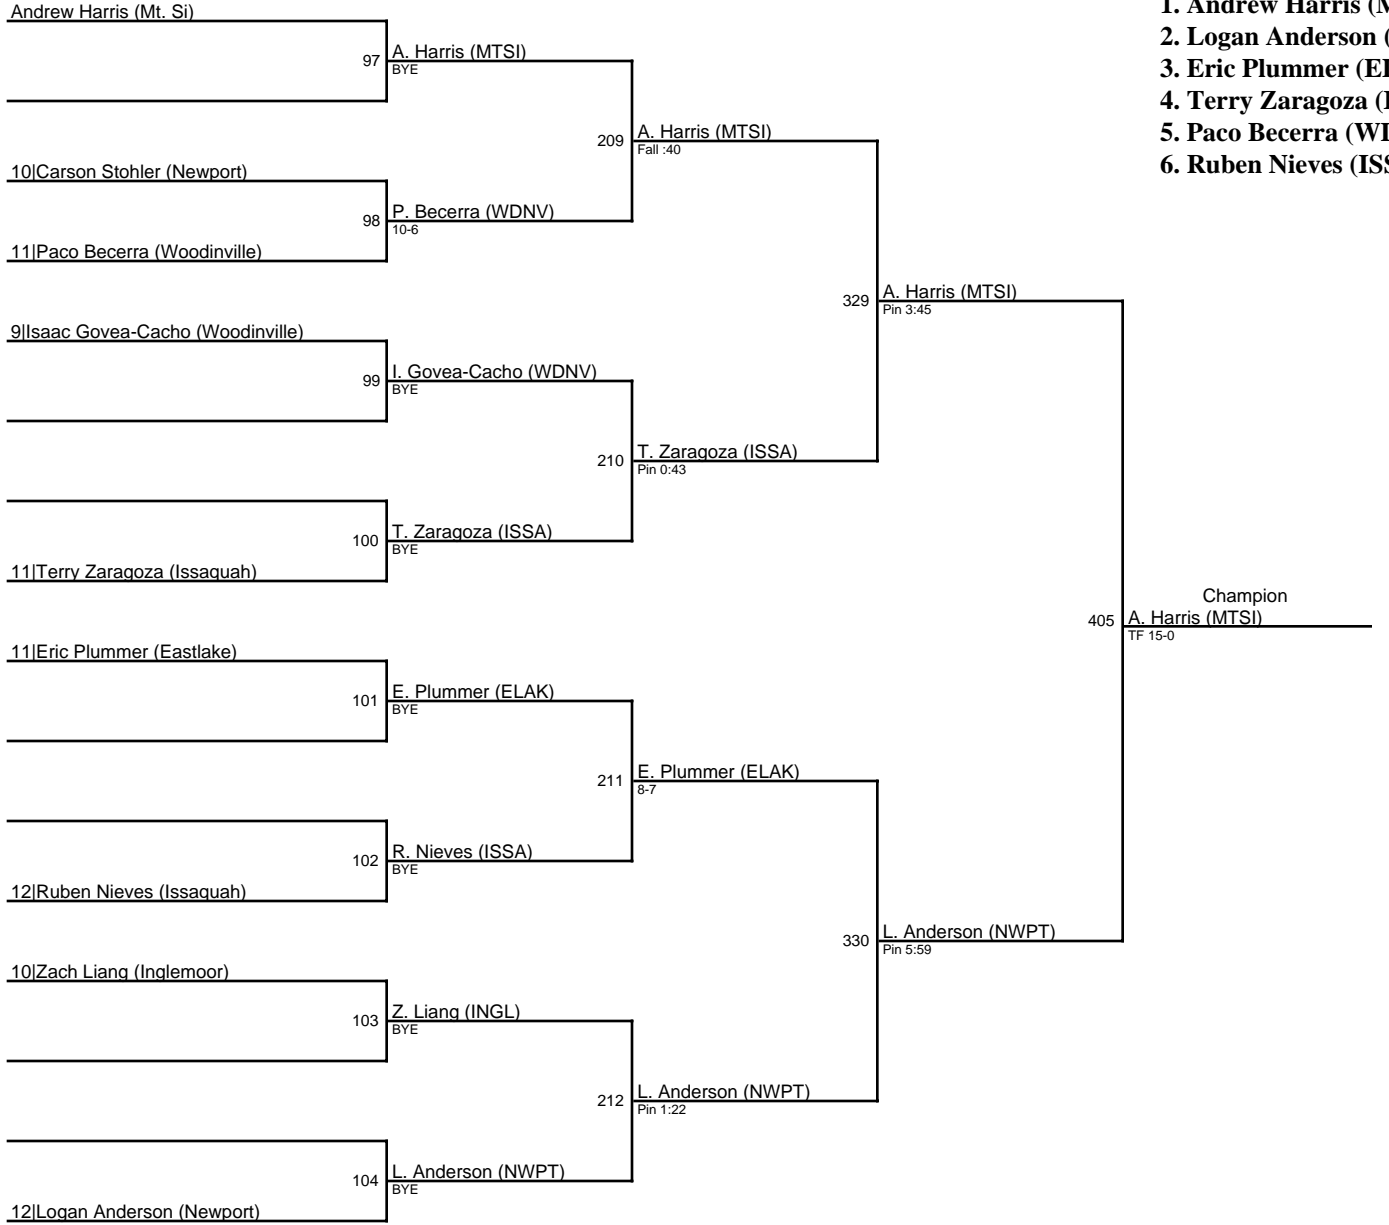 Andrew Harris (Mt. Si)
97 A. Harris (MTSI)
BYE
10|Carson Stohler (Newport)
98 P. Becerra (WDNV)
10-6
11|Paco Becerra (Woodinville)
209 A. Harris (MTSI)
Fall :40
9|Isaac Govea-Cacho (Woodinville)
99 I. Govea-Cacho (WDNV)
BYE
210 T. Zaragoza (ISSA)
Pin 0:43
100 T. Zaragoza (ISSA)
BYE
11|Terry Zaragoza (Issaquah)
329 A. Harris (MTSI)
Pin 3:45
11|Eric Plummer (Eastlake)
101 E. Plummer (ELAK)
BYE
211 E. Plummer (ELAK)
8-7
102 R. Nieves (ISSA)
BYE
12|Ruben Nieves (Issaquah)
10|Zach Liang (Inglemoor)
103 Z. Liang (INGL)
BYE
212 L. Anderson (NWPT)
Pin 1:22
104 L. Anderson (NWPT)
BYE
12|Logan Anderson (Newport)
330 L. Anderson (NWPT)
Pin 5:59
Champion
405 A. Harris (MTSI)
TF 15-0
1. Andrew Harris (
2. Logan Anderson (
3. Eric Plummer (
4. Terry Zaragoza (
5. Paco Becerra (
6. Ruben Nieves (